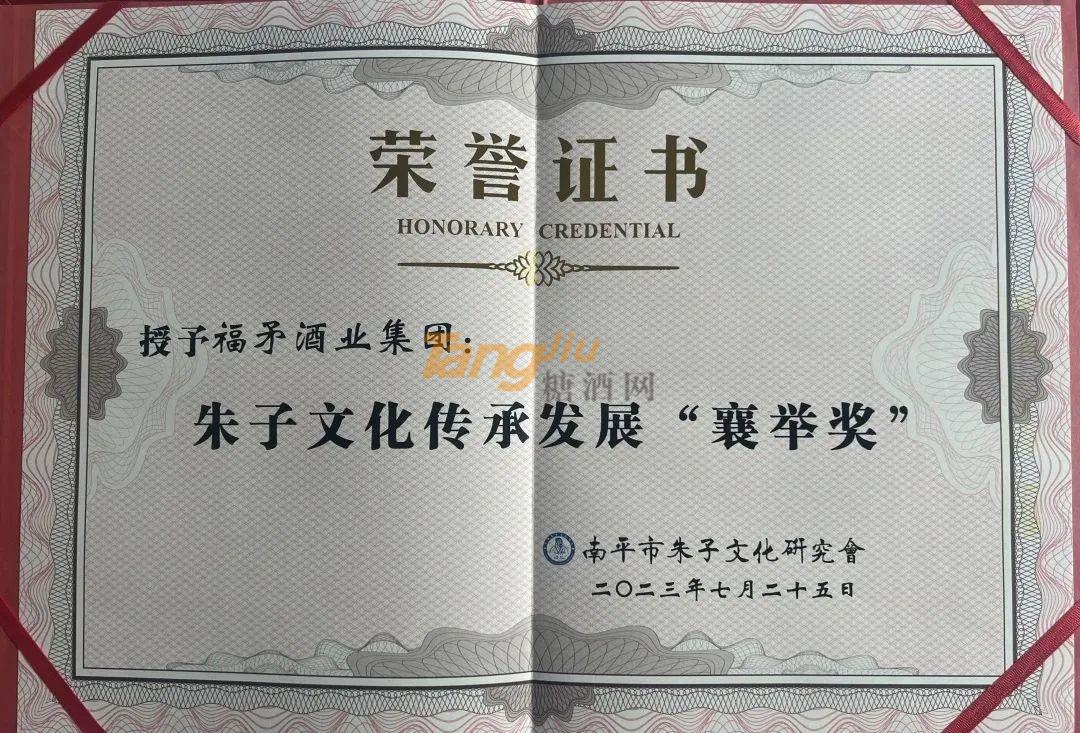 荣誉证书
HONORARY CREDENTIAL
授予福矛酒业集团：
TangJiu
糖酒网
朱子文化传承发展“襄举奖”
南平市朱子文化研究會
二〇二三年七月二十五日